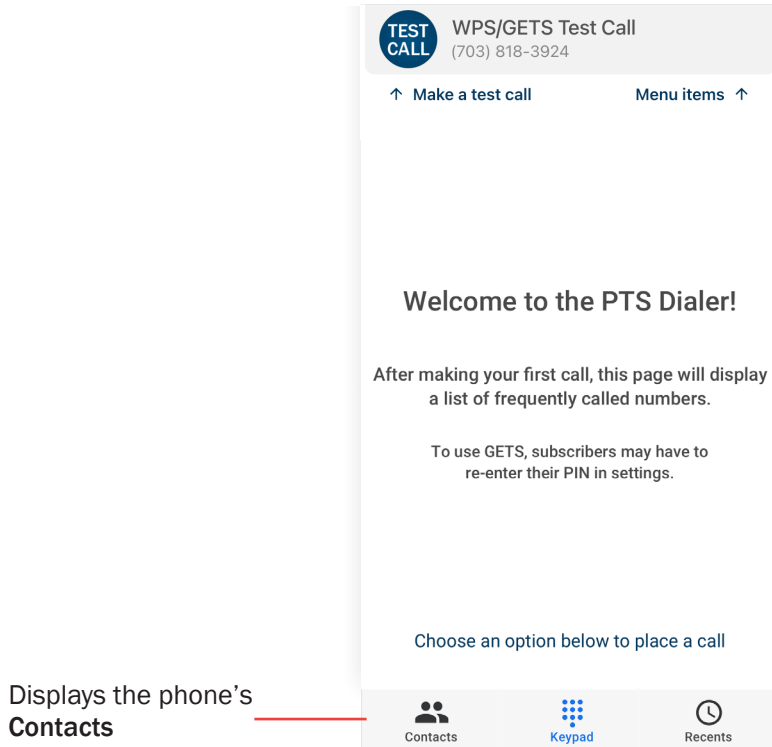 TEST
CALL
WPS/GETS Test Call
(703) 818-3924
↑ Make a test call
Menu items ↑
Welcome to the PTS Dialer!
After making your first call, this page will display
a list of frequently called numbers.
To use GETS, subscribers may have to
re-enter their PIN in settings.
Choose an option below to place a call
Displays the phone’s
Contacts
Contacts
Keypad
Recents